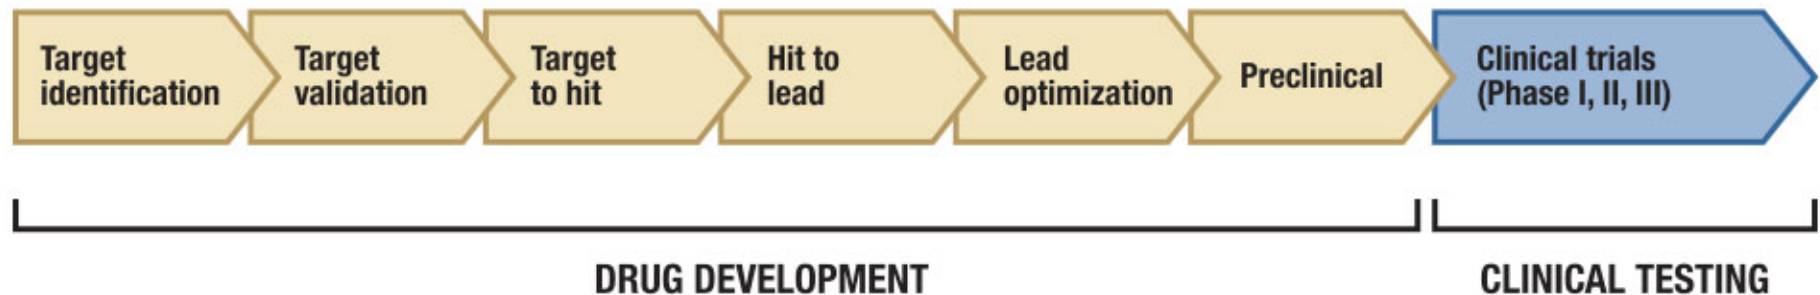 Target
identification
Target
validation
Target
to hit
Hit to
lead
Lead
optimization
Preclinical
Clinical trials
(Phase I, II, III)
DRUG DEVELOPMENT
CLINICAL TESTING